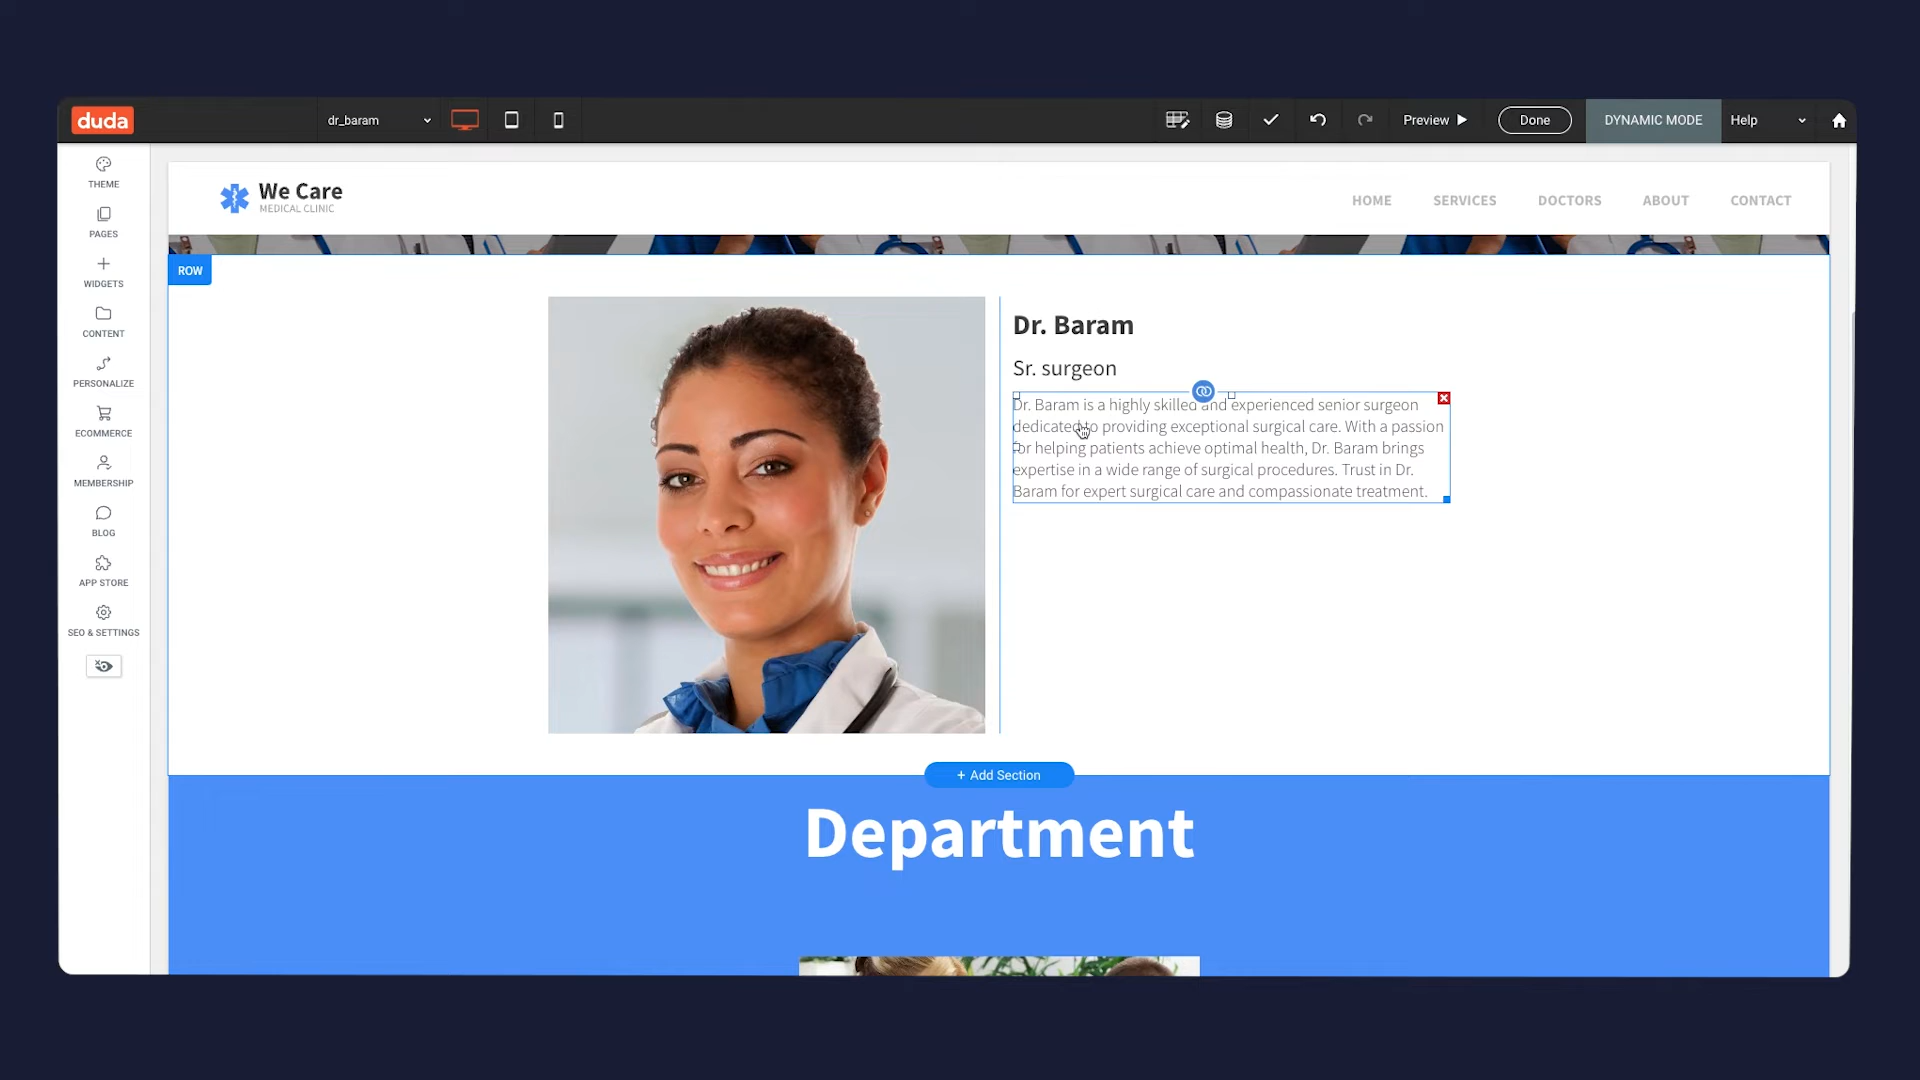 duda
dr_baram
Preview
Done
DYNAMIC MODE
Help
THEME
PAGES
WIDGETS
CONTENT
PERSONALIZE
ECOMMERCE
MEMBERSHIP
BLOG
APP STORE
SEO & SETTINGS
We Care
MEDICAL CLINIC
HOME
SERVICES
DOCTORS
ABOUT
CONTACT
ROW
Dr. Baram
Sr. surgeon
Dr. Baram is a highly skilled and experienced senior surgeon
dedicated to providing exceptional surgical care. With a passion
for helping patients achieve optimal health, Dr. Baram brings
expertise in a wide range of surgical procedures. Trust in Dr.
Baram for expert surgical care and compassionate treatment.
+ Add Section
Department